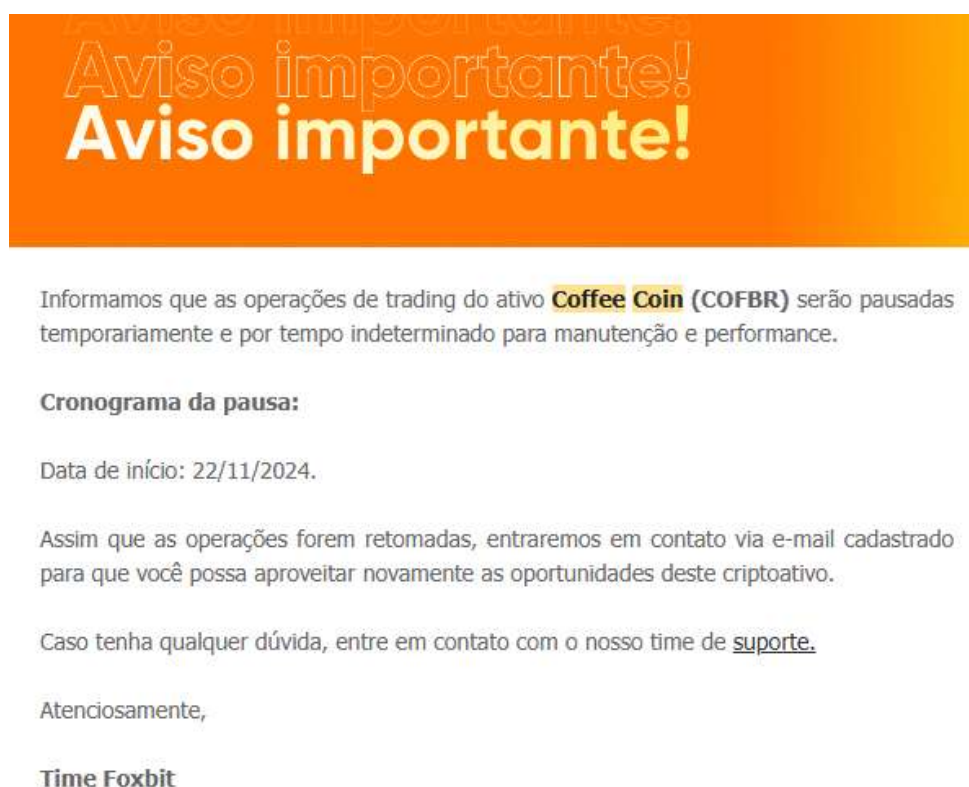 Aviso importante!
Aviso importante!
Aviso importante!
Informamos que as operações de trading do ativo Coffee Coin (COFBR) serão pausadas
temporariamente e por tempo indeterminado para manutenção e performance.
Cronograma da pausa:
Data de início: 22/11/2024.
Assim que as operações forem retomadas, entraremos em contato via e-mail cadastrado
para que você possa aproveitar novamente as oportunidades deste criptoativo.
Caso tenha qualquer dúvida, entre em contato com o nosso time de suporte.
Atenciosamente,
Time Foxbit